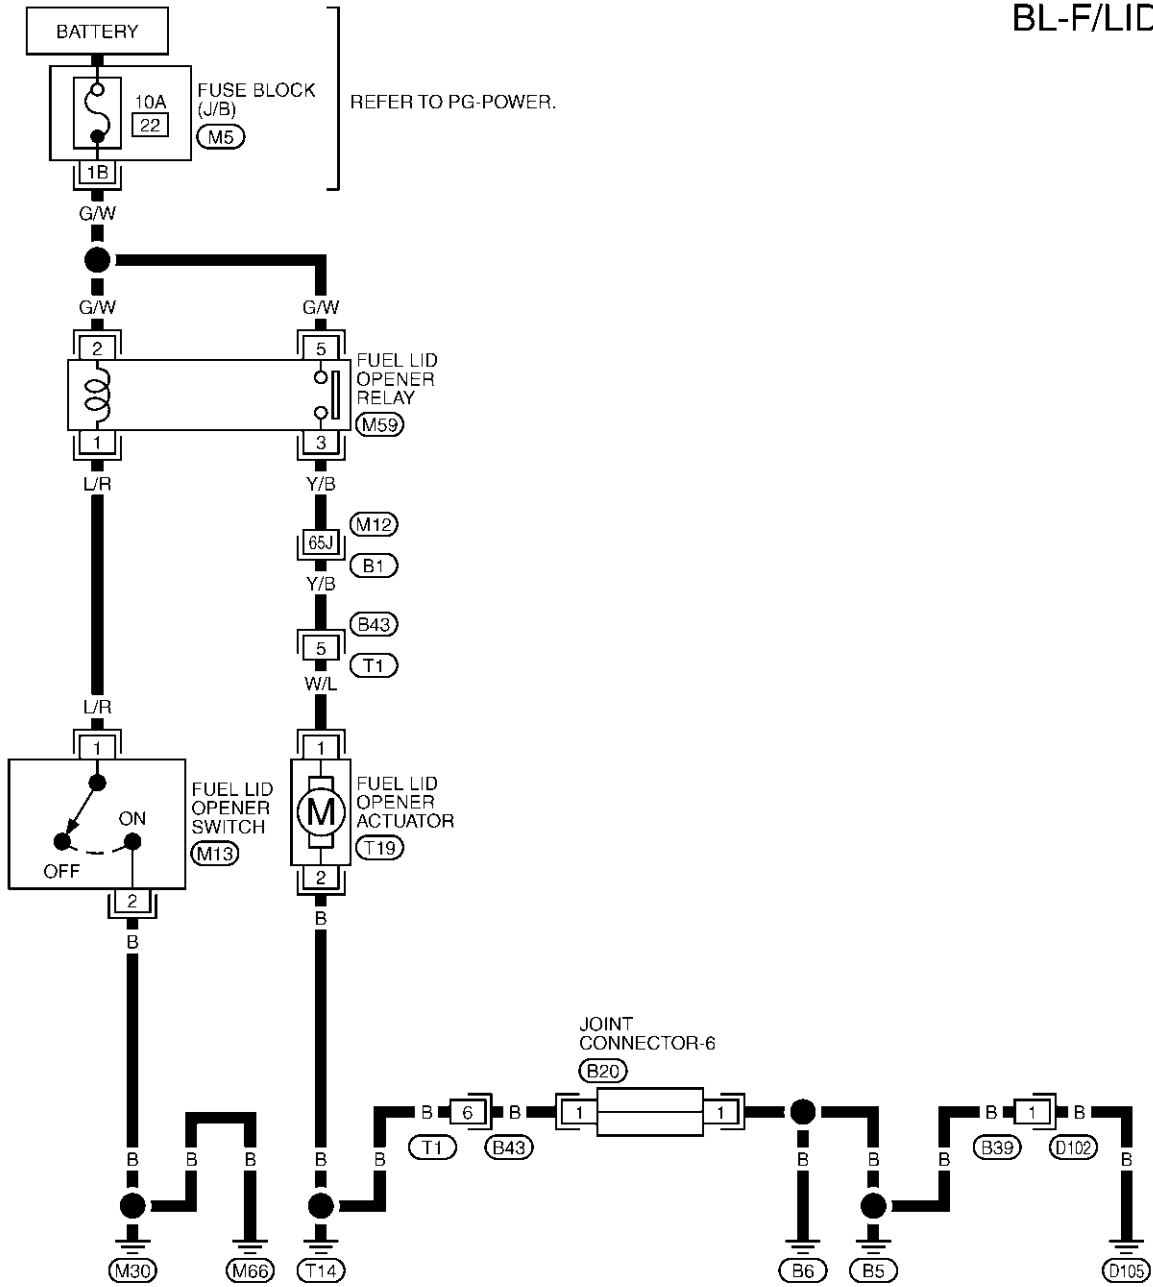 BL-F/LID
BATTERY
10A
22
FUSE BLOCK
(J/B)
M5
REFER TO PG-POWER.
1B
G/W
G/W
G/W
2
5
FUEL LID
OPENER
RELAY
M59
1
3
L/R
Y/B
M12
65J
B1
Y/B
B43
5
T1
W/L
L/R
1
1
FUEL LID
OPENER
SWITCH
M13
ON
OFF
FUEL LID
OPENER
ACTUATOR
T19
M
2
2
B
B
JOINT
CONNECTOR-6
B20
B
6
B
1
1
B
1
B
T1
B43
B39
D102
B
B
B
B
B
B
B
B
B
M30
M66
T14
B6
B5
D105